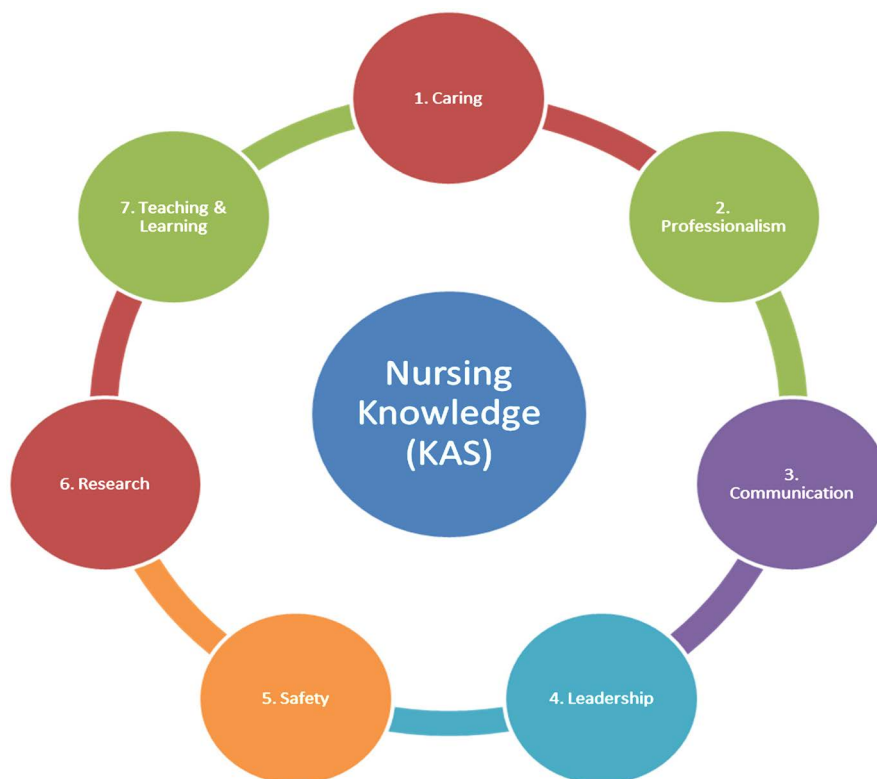 1. Caring
2.
Professionalism
3.
Communication
4. Leadership
5. Safety
6. Research
7. Teaching &
Learning
Nursing
Knowledge
(KAS)